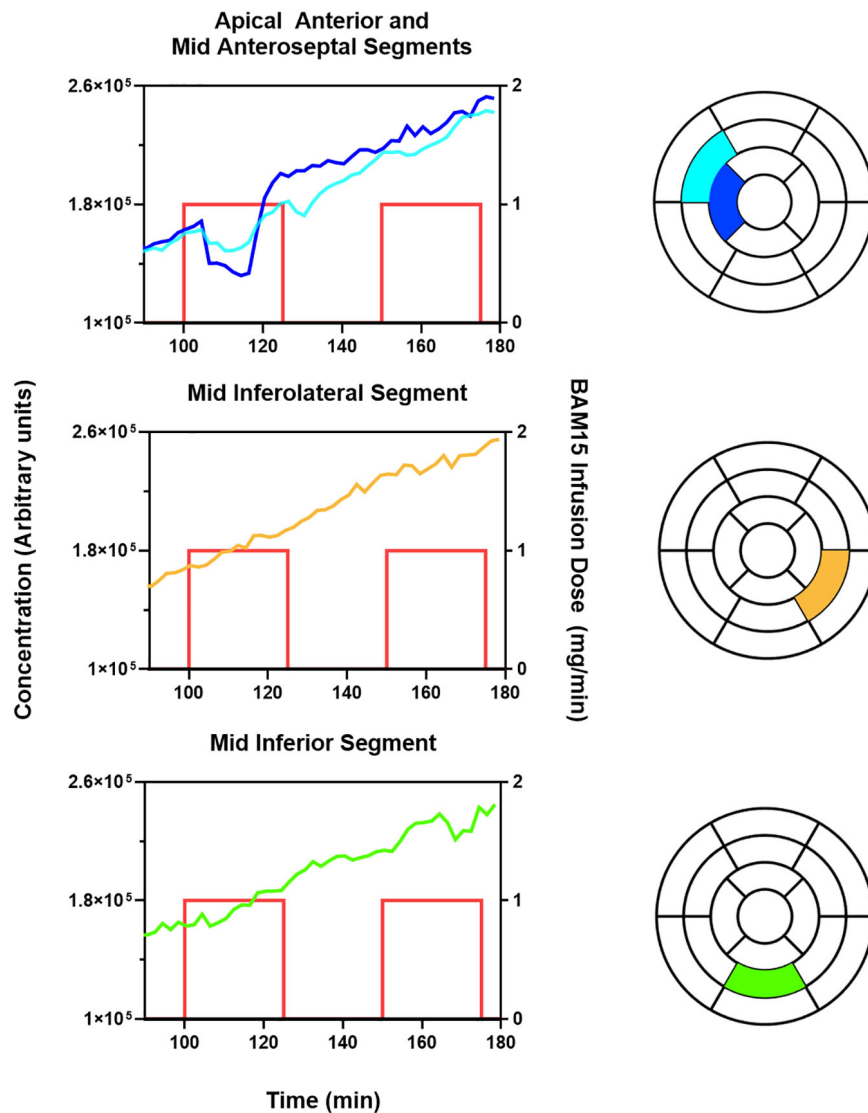 Apical Anterior and
Mid Anteroseptal Segments
2.6×10⁵
1.8×10⁵
1×10⁵
2
1
0
100 120 140 160 180
Mid Inferolateral Segment
2.6×10⁵
1.8×10⁵
1×10⁵
2
1
0
100 120 140 160 180
Mid Inferior Segment
2.6×10⁵
1.8×10⁵
1×10⁵
2
1
0
100 120 140 160 180
Concentration (Arbitrary units)
BAM15 Infusion Dose (mg/min)
Time (min)